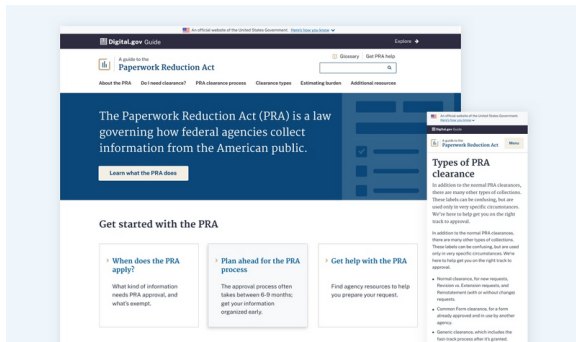 An official website of the United States Government Here's how you know
Digital.gov Guide
Explore
A guide to the
Paperwork Reduction Act
Glossary Get PRA help
About the PRA Do I need clearance? PRA clearance process Clearance types Estimating burden Additional resources
The Paperwork Reduction Act (PRA) is a law
governing how federal agencies collect
information from the American public.
Learn what the PRA does
Get started with the PRA
When does the PRA
apply?
What kind of information
needs PRA approval, and
what's exempt.
Plan ahead for the PRA
process
The approval process often
takes between 6-9 months;
get your information
organized early.
Get help with the PRA
Find agency resources to help
you prepare your request.
An official website of the United States Government
Here's how you know
Digital.gov Guide
A guide to the
Paperwork Reduction Act
Menu
Types of PRA
clearance
In addition to the normal PRA clearances,
there are many other types of collections.
These labels can be confusing, but are
used only in very specific circumstances.
We're here to help get you on the right
track to approval.
In addition to the normal PRA clearances,
there are many other types of collections.
These labels can be confusing, but are used
only in very specific circumstances. We're
here to help get you on the right track to
approval.
Normal clearance, for new requests,
Revision vs. Extension requests, and
Reinstatement (with or without change)
requests.
Common Form clearance, for a form
already approved and in use by another
agency.
Generic clearance, which includes the
fast-track process after it's granted